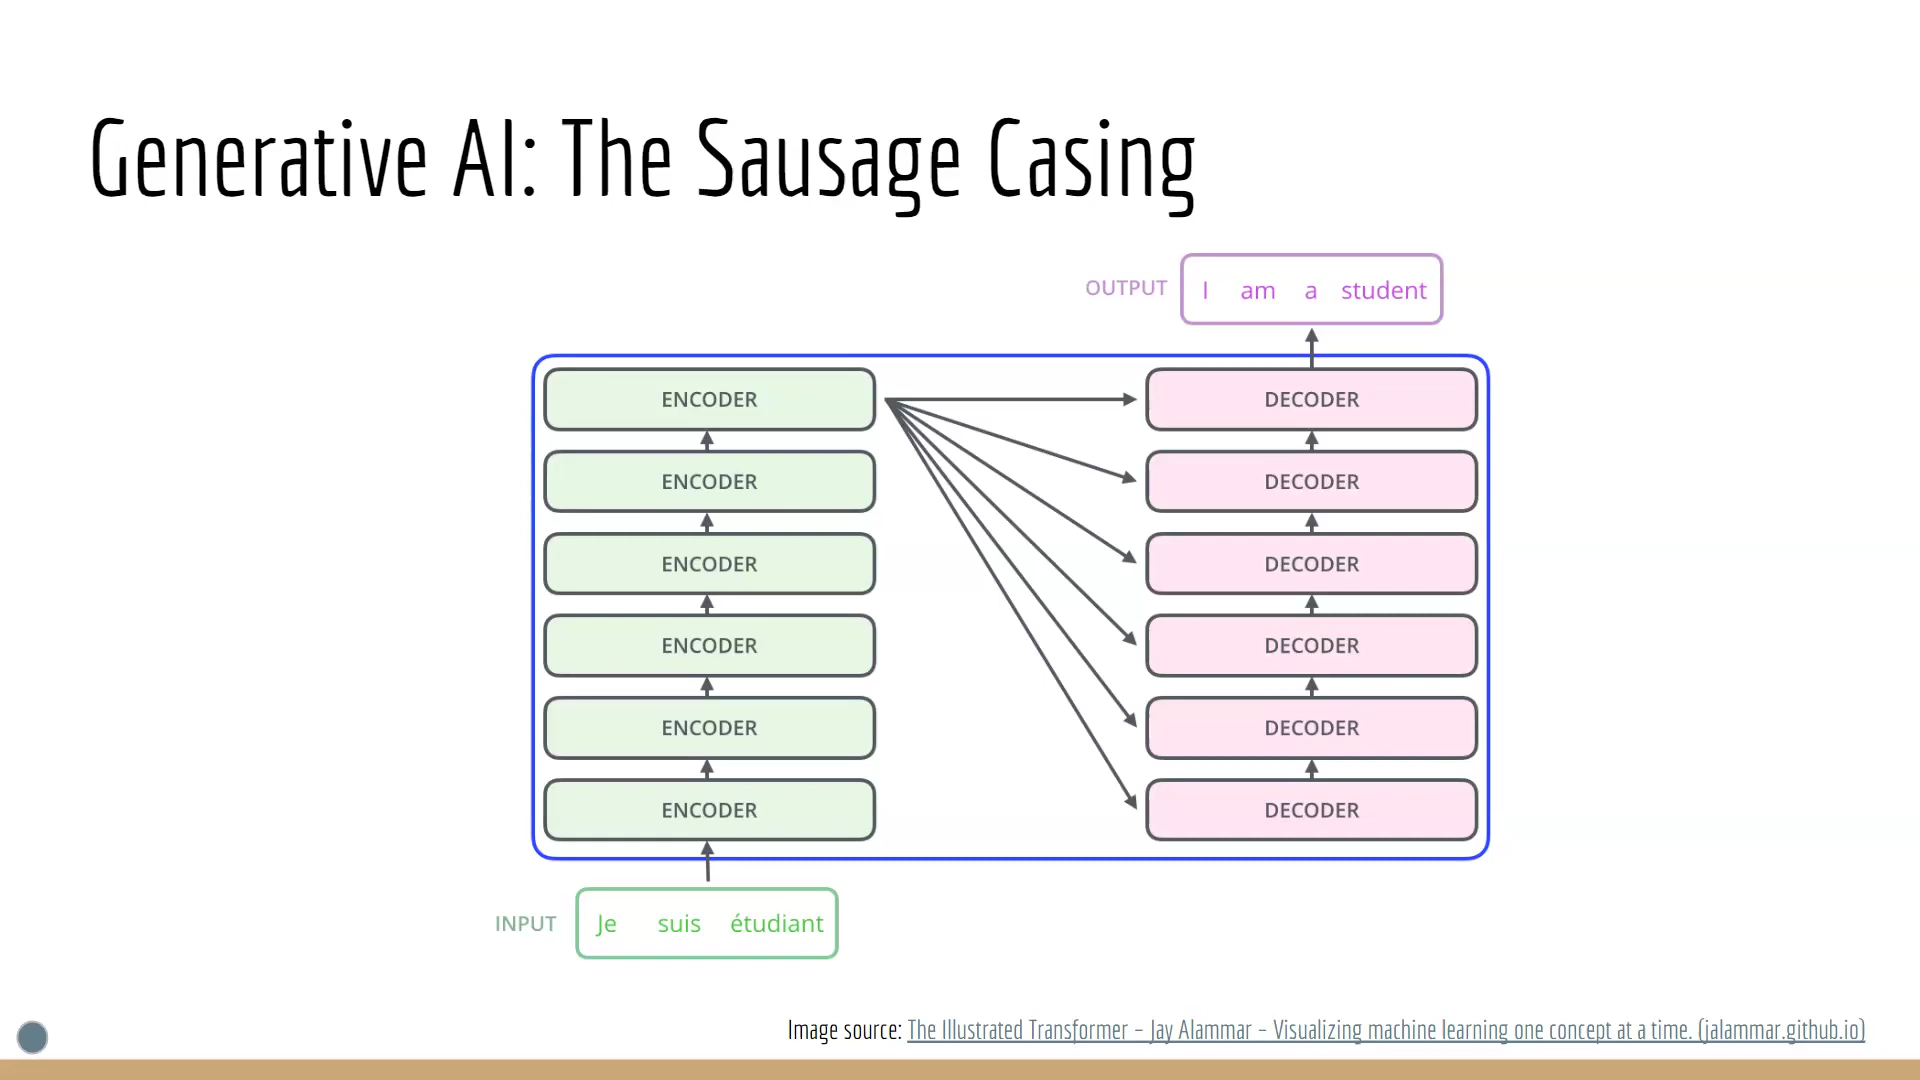 Generative AI: The Sausage Casing
OUTPUT I am a student
ENCODER DECODER
ENCODER DECODER
ENCODER DECODER
ENCODER DECODER
ENCODER DECODER
ENCODER DECODER
INPUT Je suis étudiant
Image source: The Illustrated Transformer – Jay Alammar – Visualizing machine learning one concept at a time. (jalammar.github.io)